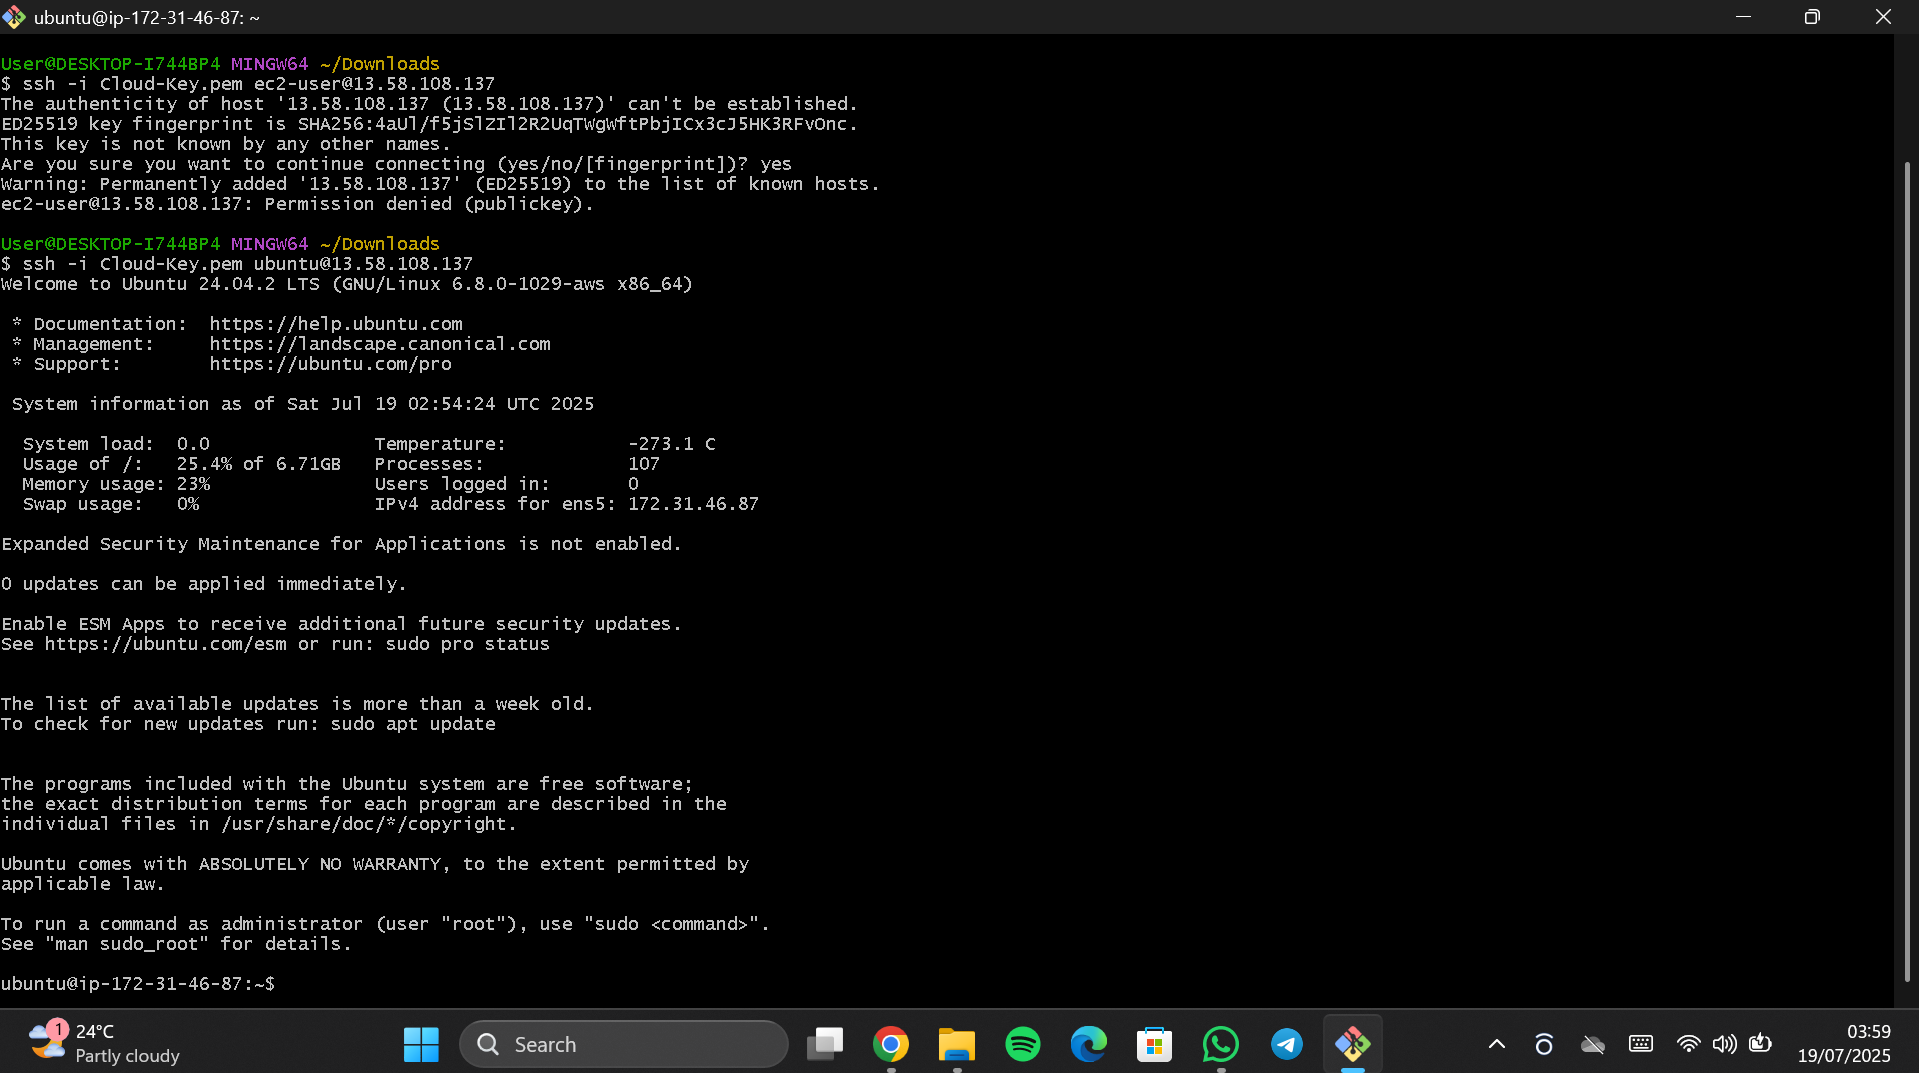 ubuntu@ip-172-31-46-87: ~
User@DESKTOP-I744BP4 MINGW64 ~/Downloads
$ ssh -i Cloud-Key.pem ec2-user@13.58.108.137
The authenticity of host '13.58.108.137 (13.58.108.137)' can't be established.
ED25519 key fingerprint is SHA256:4aUl/f5jSlZIl2R2UqTWgWftPbjICx3cJ5HK3RFvOnc.
This key is not known by any other names.
Are you sure you want to continue connecting (yes/no/[fingerprint])? yes
Warning: Permanently added '13.58.108.137' (ED25519) to the list of known hosts.
ec2-user@13.58.108.137: Permission denied (publickey).
User@DESKTOP-I744BP4 MINGW64 ~/Downloads
$ ssh -i Cloud-Key.pem ubuntu@13.58.108.137
Welcome to Ubuntu 24.04.2 LTS (GNU/Linux 6.8.0-1029-aws x86_64)
* Documentation:  https://help.ubuntu.com
* Management:     https://landscape.canonical.com
* Support:        https://ubuntu.com/pro
System information as of Sat Jul 19 02:54:24 UTC 2025
System load:  0.0               Temperature:           -273.1 C
Usage of /:   25.4% of 6.71GB   Processes:             107
Memory usage: 23%               Users logged in:       0
Swap usage:   0%                IPv4 address for ens5: 172.31.46.87
Expanded Security Maintenance for Applications is not enabled.
0 updates can be applied immediately.
Enable ESM Apps to receive additional future security updates.
See https://ubuntu.com/esm or run: sudo pro status
The list of available updates is more than a week old.
To check for new updates run: sudo apt update
The programs included with the Ubuntu system are free software;
the exact distribution terms for each program are described in the
individual files in /usr/share/doc/*/copyright.
Ubuntu comes with ABSOLUTELY NO WARRANTY, to the extent permitted by
applicable law.
To run a command as administrator (user "root"), use "sudo <command>".
See "man sudo_root" for details.
ubuntu@ip-172-31-46-87:~$
1
24°C
Partly cloudy
Search
03:59
19/07/2025